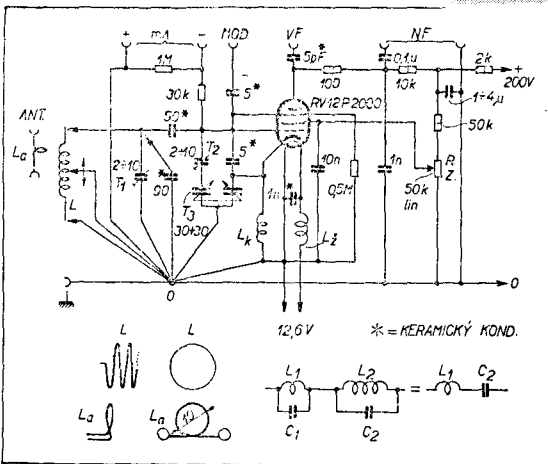 + mA − MOD VF NF
1M 5pF* 0,1μ 2k +
200V
30k 5* 100 10k
RV12P2000 1÷4μ
ANT. 50*
La 2÷10 T2 5* 50k
2÷10 10n 1n R
L T1 90 1n* 0,5M Z.
T3 50k
30+30 Lk Lž lin
0 0
12,6V * = KERAMICKÝ KOND.
L L L1 L2 L1 C2
=
La La C1 C2